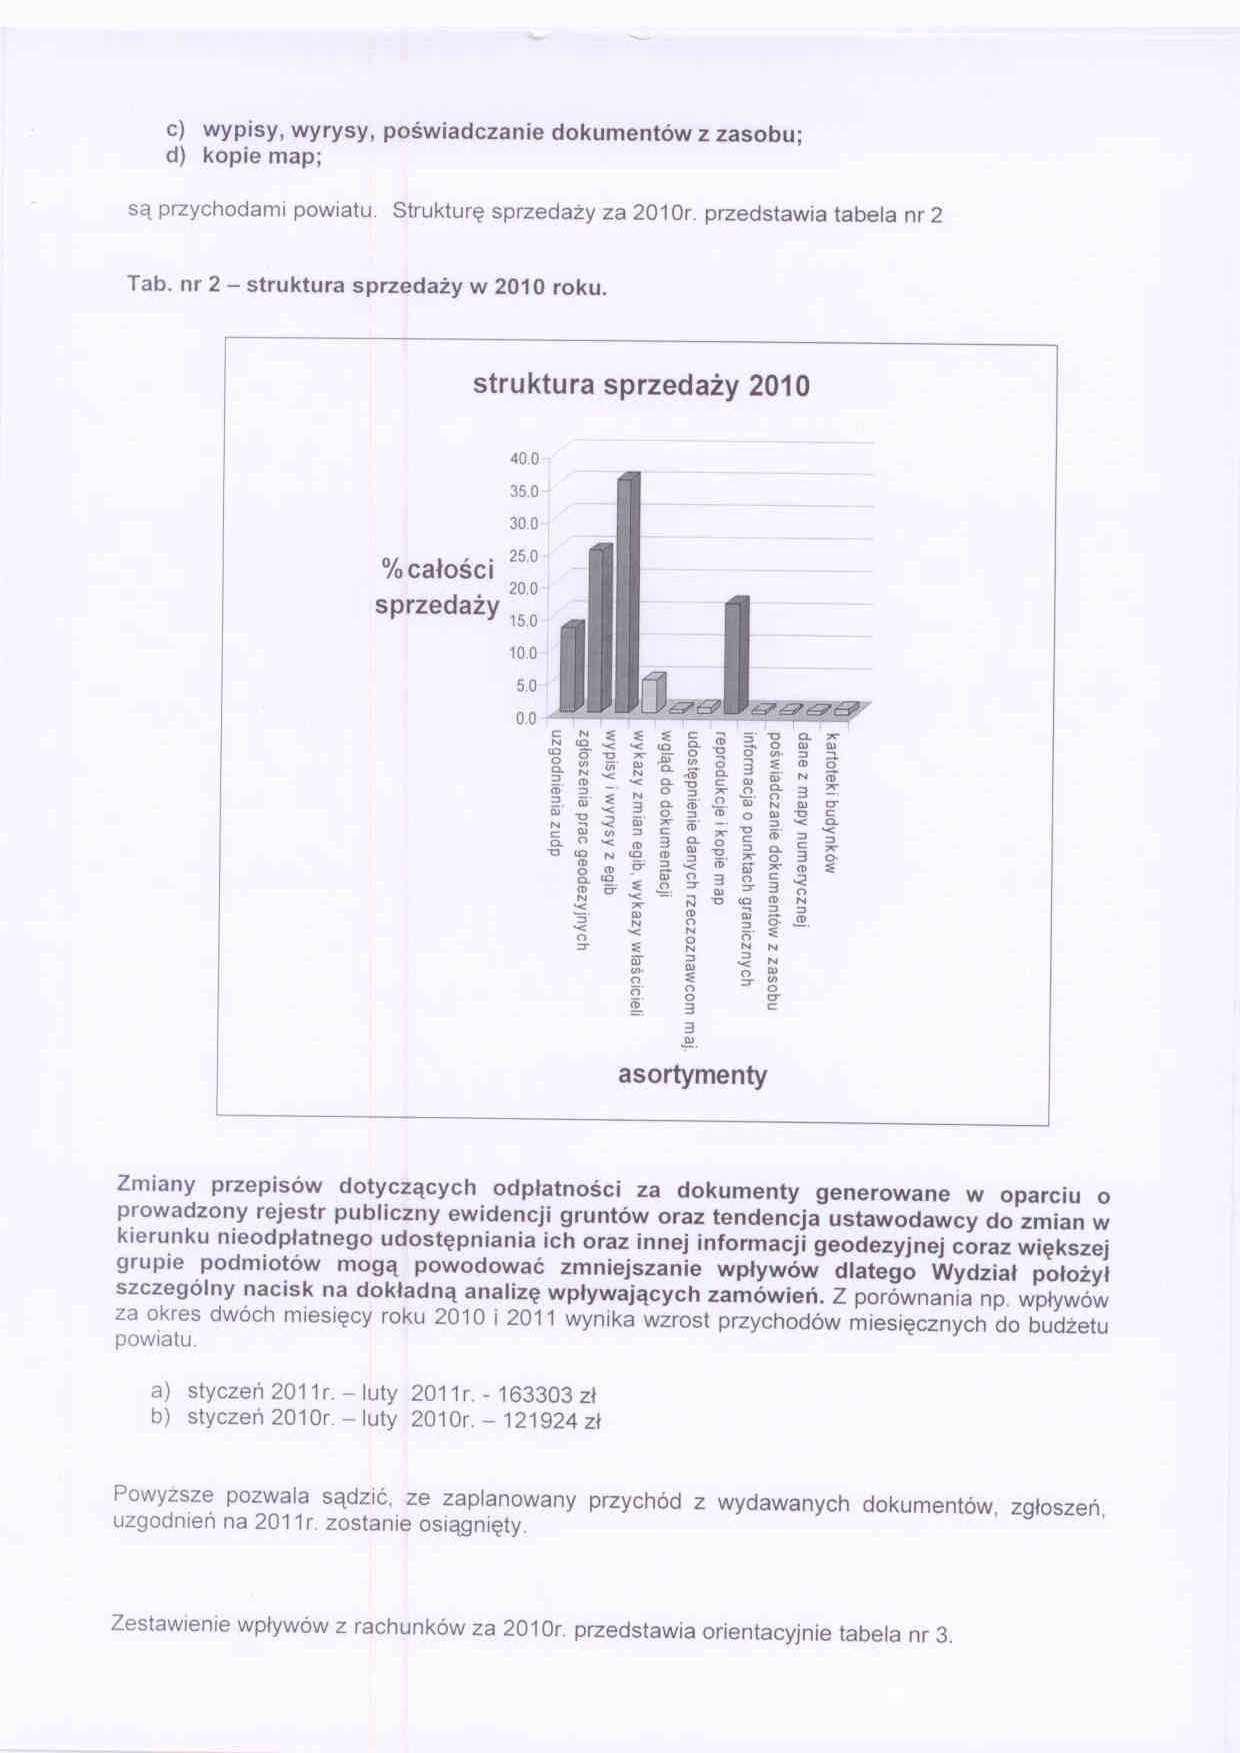 c) wypisy, wyrysy, poświadczanie dokumentów z zasobu;
d) kopie map;
są przychodami powiatu. Strukturę sprzedaży za 2010r. przedstawia tabela nr 2
Tab. nr 2 – struktura sprzedaży w 2010 roku.
struktura sprzedaży 2010
% całości
sprzedaży
40.0
35.0
30.0
25.0
20.0
15.0
10.0
5.0
0.0
uzgodnienia zudp
zgłoszenia prac geodezyjnych
wypisy i wyrysy z egib
wykazy zmian egib, wykazy właścicieli
wgląd do dokumentacji
udostępnienie danych rzeczoznawcom maj.
reprodukcje i kopie map
informacja o punktach granicznych
poświadczanie dokumentów z zasobu
dane z mapy numerycznej
kartoteki budynków
asortymenty
Zmiany przepisów dotyczących odpłatności za dokumenty generowane w oparciu o
prowadzony rejestr publiczny ewidencji gruntów oraz tendencja ustawodawcy do zmian w
kierunku nieodpłatnego udostępniania ich oraz innej informacji geodezyjnej coraz większej
grupie podmiotów mogą powodować zmniejszanie wpływów dlatego Wydział położył
szczególny nacisk na dokładną analizę wpływających zamówień. Z porównania np. wpływów
za okres dwóch miesięcy roku 2010 i 2011 wynika wzrost przychodów miesięcznych do budżetu
powiatu.
a) styczeń 2011r. – luty 2011r. - 163303 zł
b) styczeń 2010r. – luty 2010r. – 121924 zł
Powyższe pozwala sądzić, ze zaplanowany przychód z wydawanych dokumentów, zgłoszeń,
uzgodnień na 2011r. zostanie osiągnięty.
Zestawienie wpływów z rachunków za 2010r. przedstawia orientacyjnie tabela nr 3.